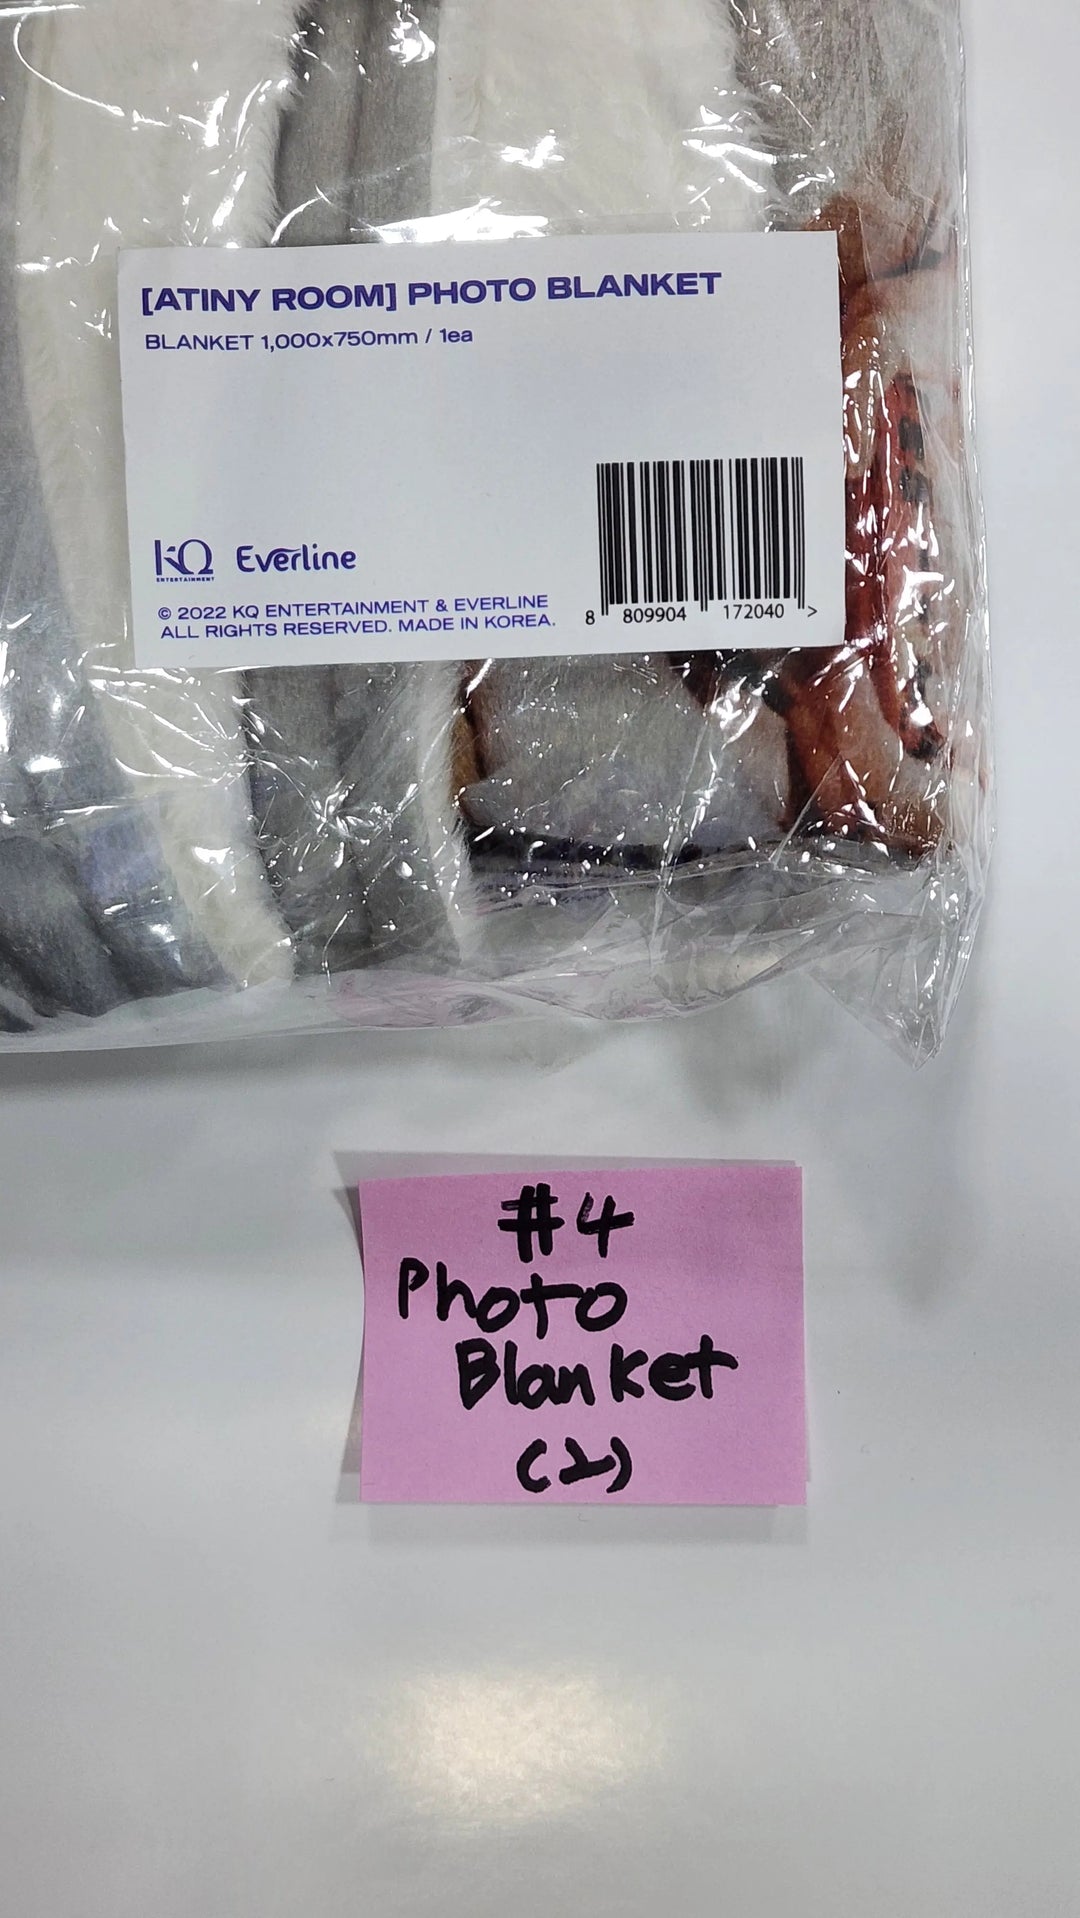 [ATINY ROOM] PHOTO BLANKET
BLANKET 1,000x750mm / 1ea
KQ Everline
ENTERTAINMENT
© 2022 KQ ENTERTAINMENT & EVERLINE
ALL RIGHTS RESERVED. MADE IN KOREA.
8 809904 172040 >
#4
Photo
Blanket
(2)